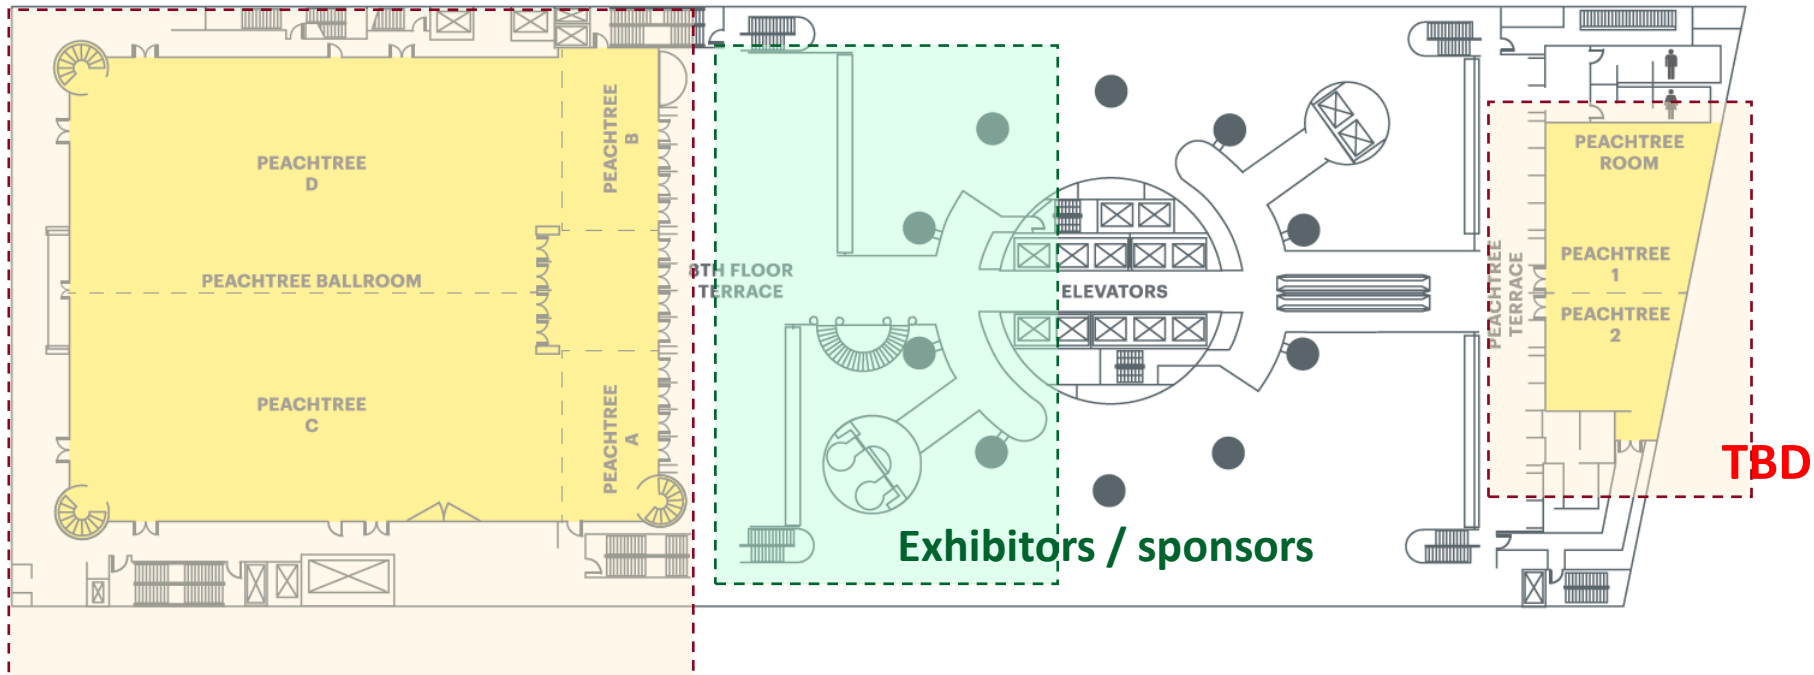 PEACHTREE
D
PEACHTREE
B
PEACHTREE BALLROOM
PEACHTREE
C
PEACHTREE
A
8TH FLOOR
TERRACE
ELEVATORS
Exhibitors / sponsors
PEACHTREE
TERRACE
PEACHTREE
ROOM
PEACHTREE
1
PEACHTREE
2
TBD